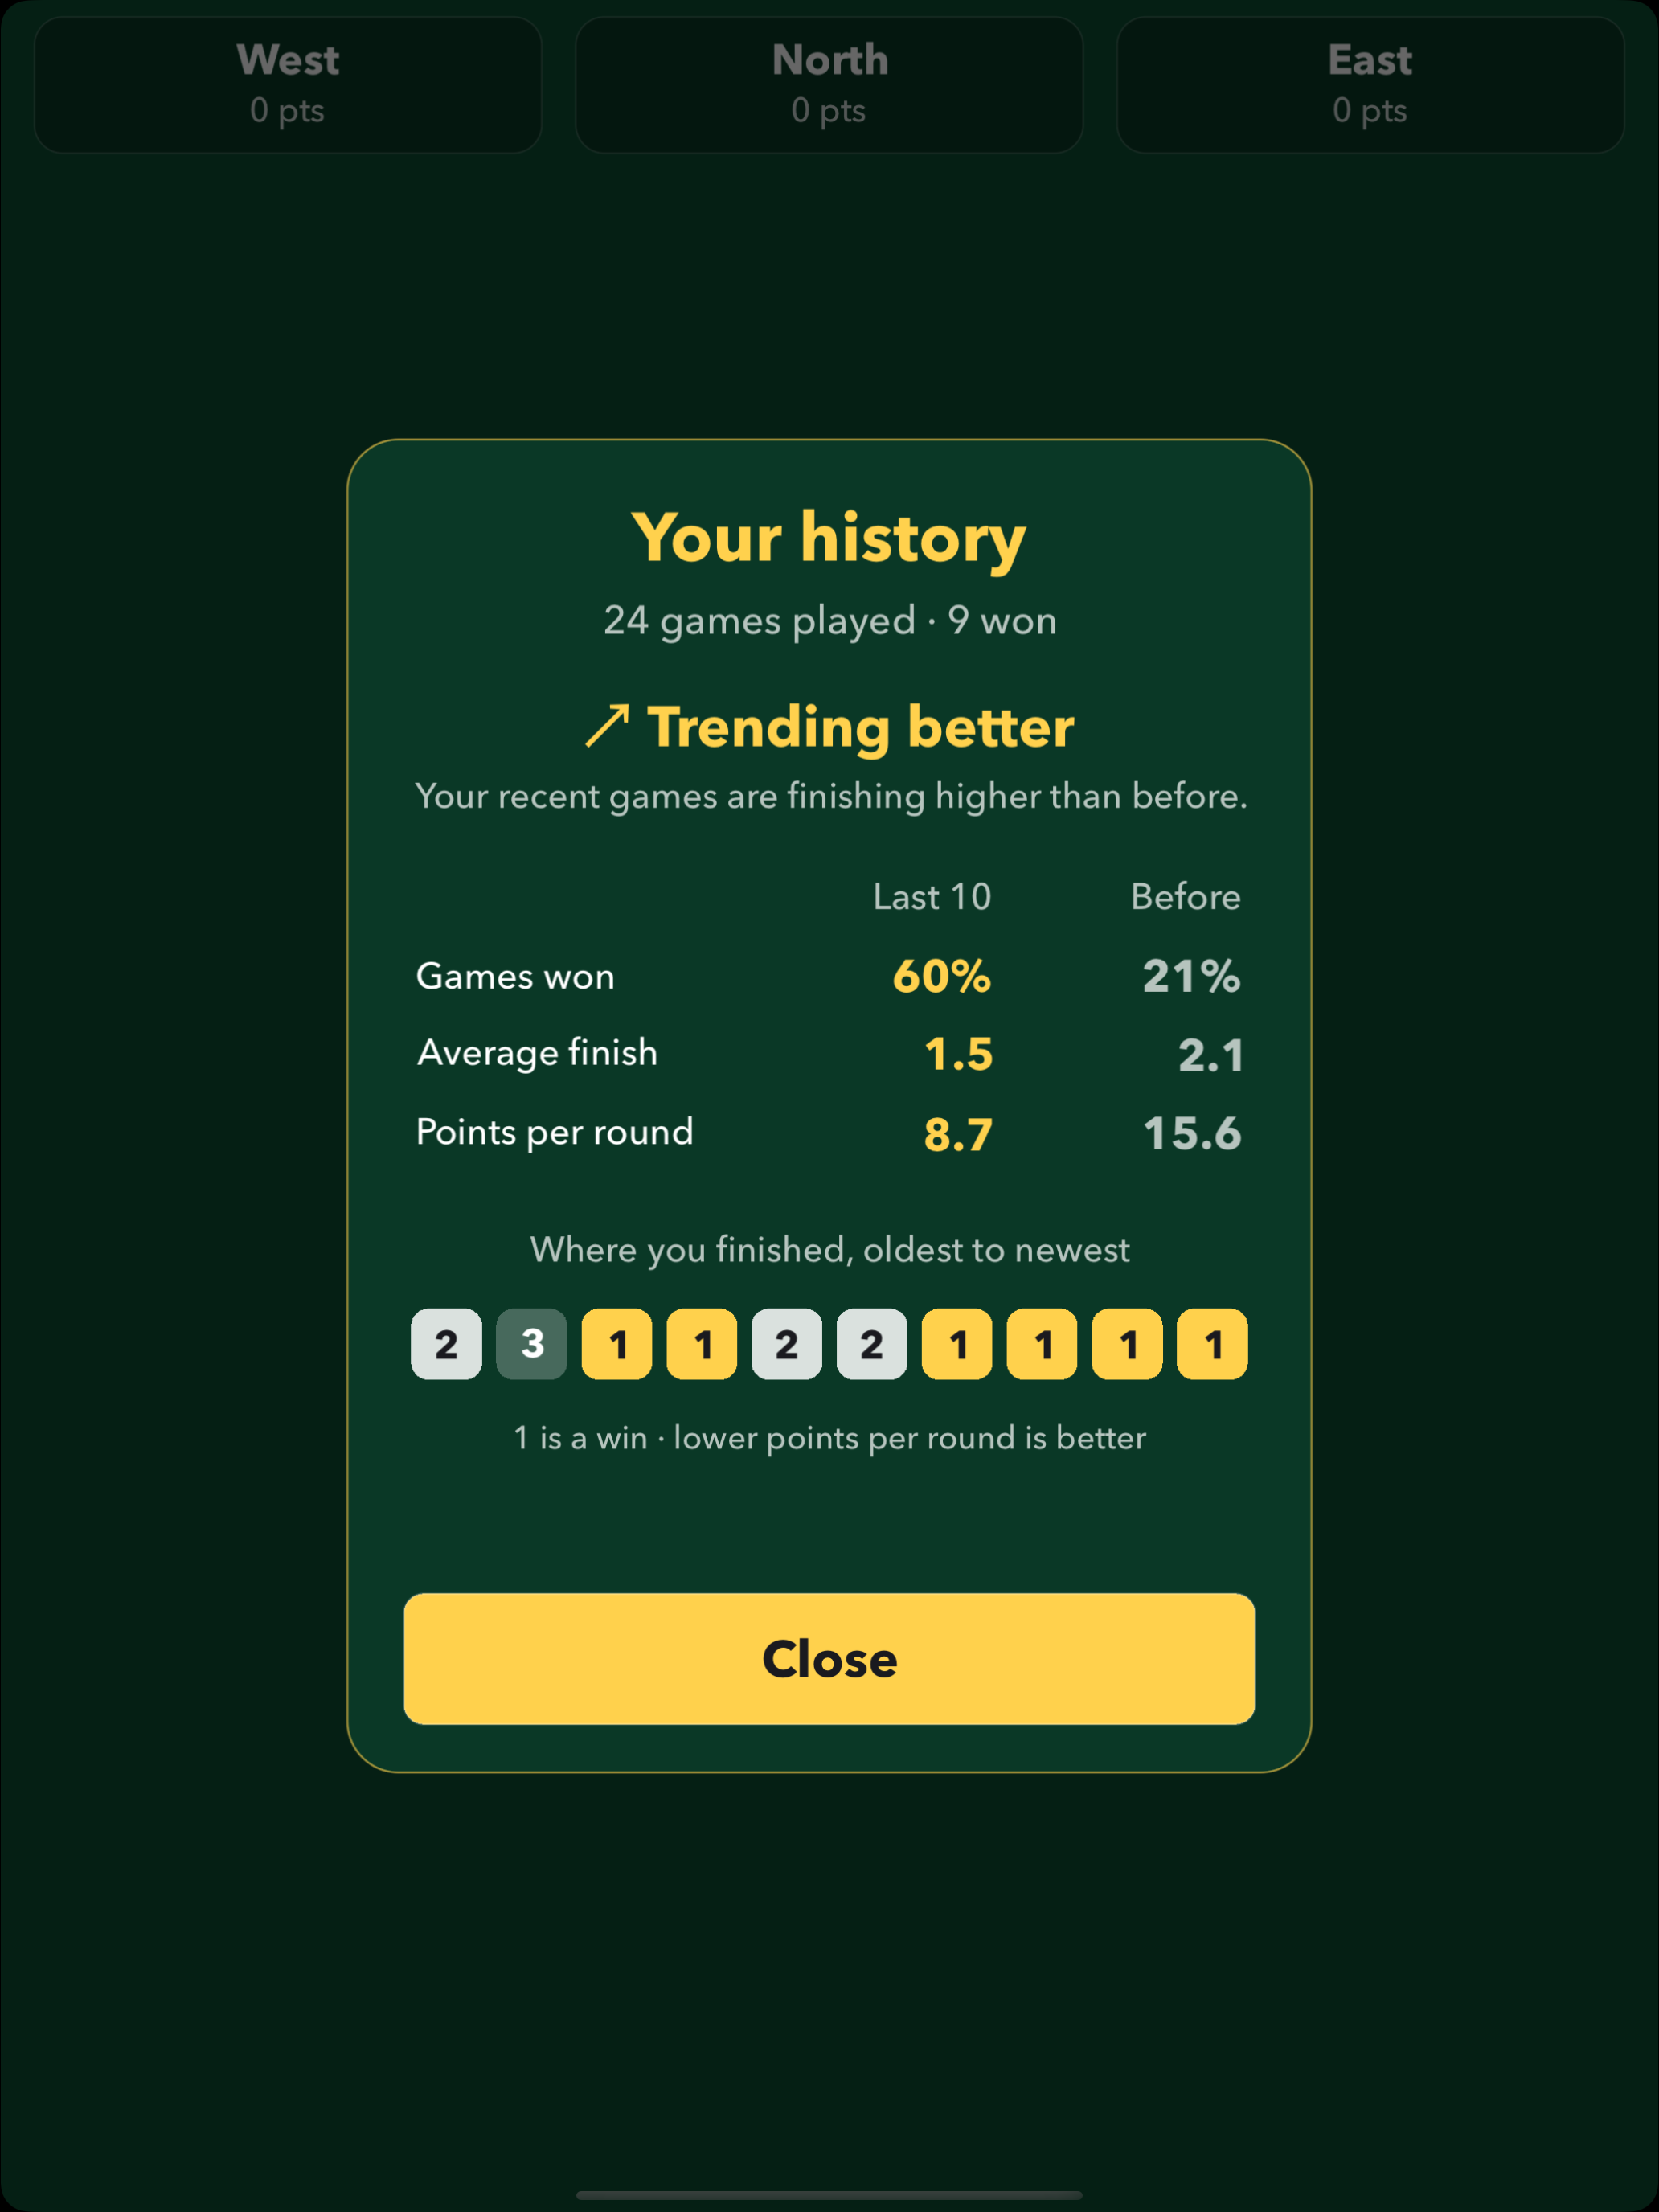 West North East
0 pts 0 pts 0 pts
Your history
24 games played · 9 won
↗ Trending better
Your recent games are finishing higher than before.
Last 10 Before
Games won 60% 21%
Average finish 1.5 2.1
Points per round 8.7 15.6
Where you finished, oldest to newest
2 3 1 1 2 2 1 1 1 1
1 is a win · lower points per round is better
Close